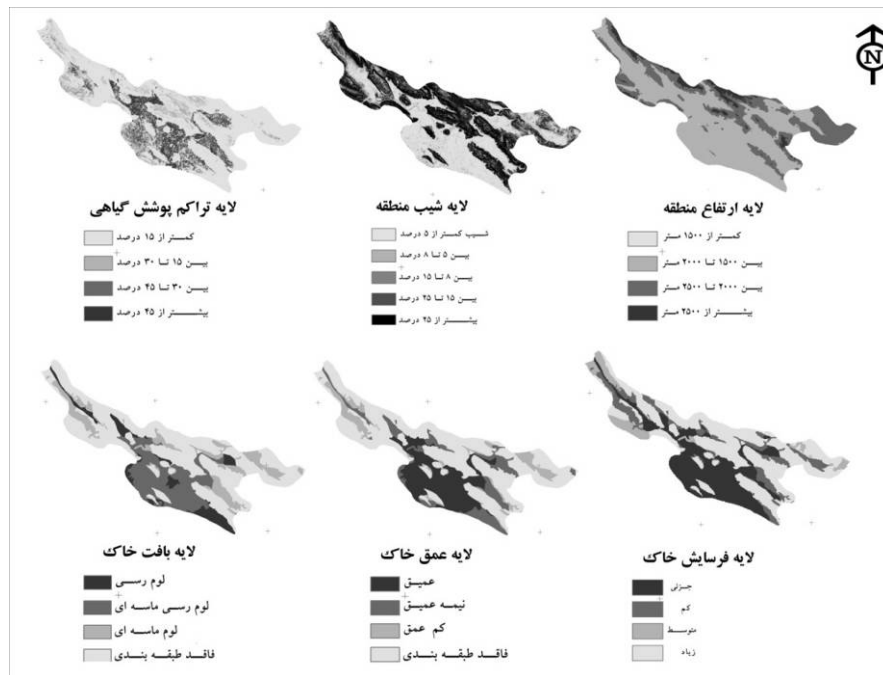 N
لایه ارتفاع منطقه
کمتر از ۱۵۰۰ متر
بین ۱۵۰۰ تا ۲۰۰۰ متر
بین ۲۰۰۰ تا ۲۵۰۰ متر
بیشتر از ۲۵۰۰ متر
لایه شیب منطقه
شیب کمتر از ۵ درصد
بین ۵ تا ۸ درصد
بین ۸ تا ۱۵ درصد
بین ۱۵ تا ۲۵ درصد
بیشتر از ۲۵ درصد
لایه تراکم پوشش گیاهی
کمتر از ۱۵ درصد
بین ۱۵ تا ۳۰ درصد
بین ۳۰ تا ۴۵ درصد
بیشتر از ۴۵ درصد
لایه فرسایش خاک
جزئی
کم
متوسط
زیاد
لایه عمق خاک
عمیق
نیمه عمیق
کم عمق
فاقد طبقه بندی
لایه بافت خاک
لوم رسی
لوم رسی ماسه ای
لوم ماسه ای
فاقد طبقه بندی